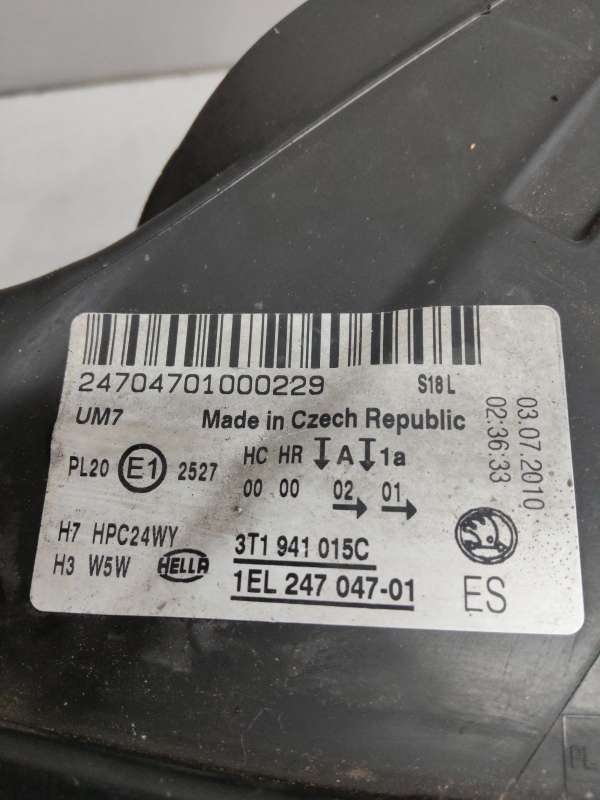 24704701000229
S18 L
UM7
Made in Czech Republic
PL20 E1 2527
HC HR A 1a
00 00 02 01
H7 HPC24WY
H3 W5W
HELLA
3T1 941 015C
1EL 247 047-01
ES
03.07.2010
02:36:33
PL